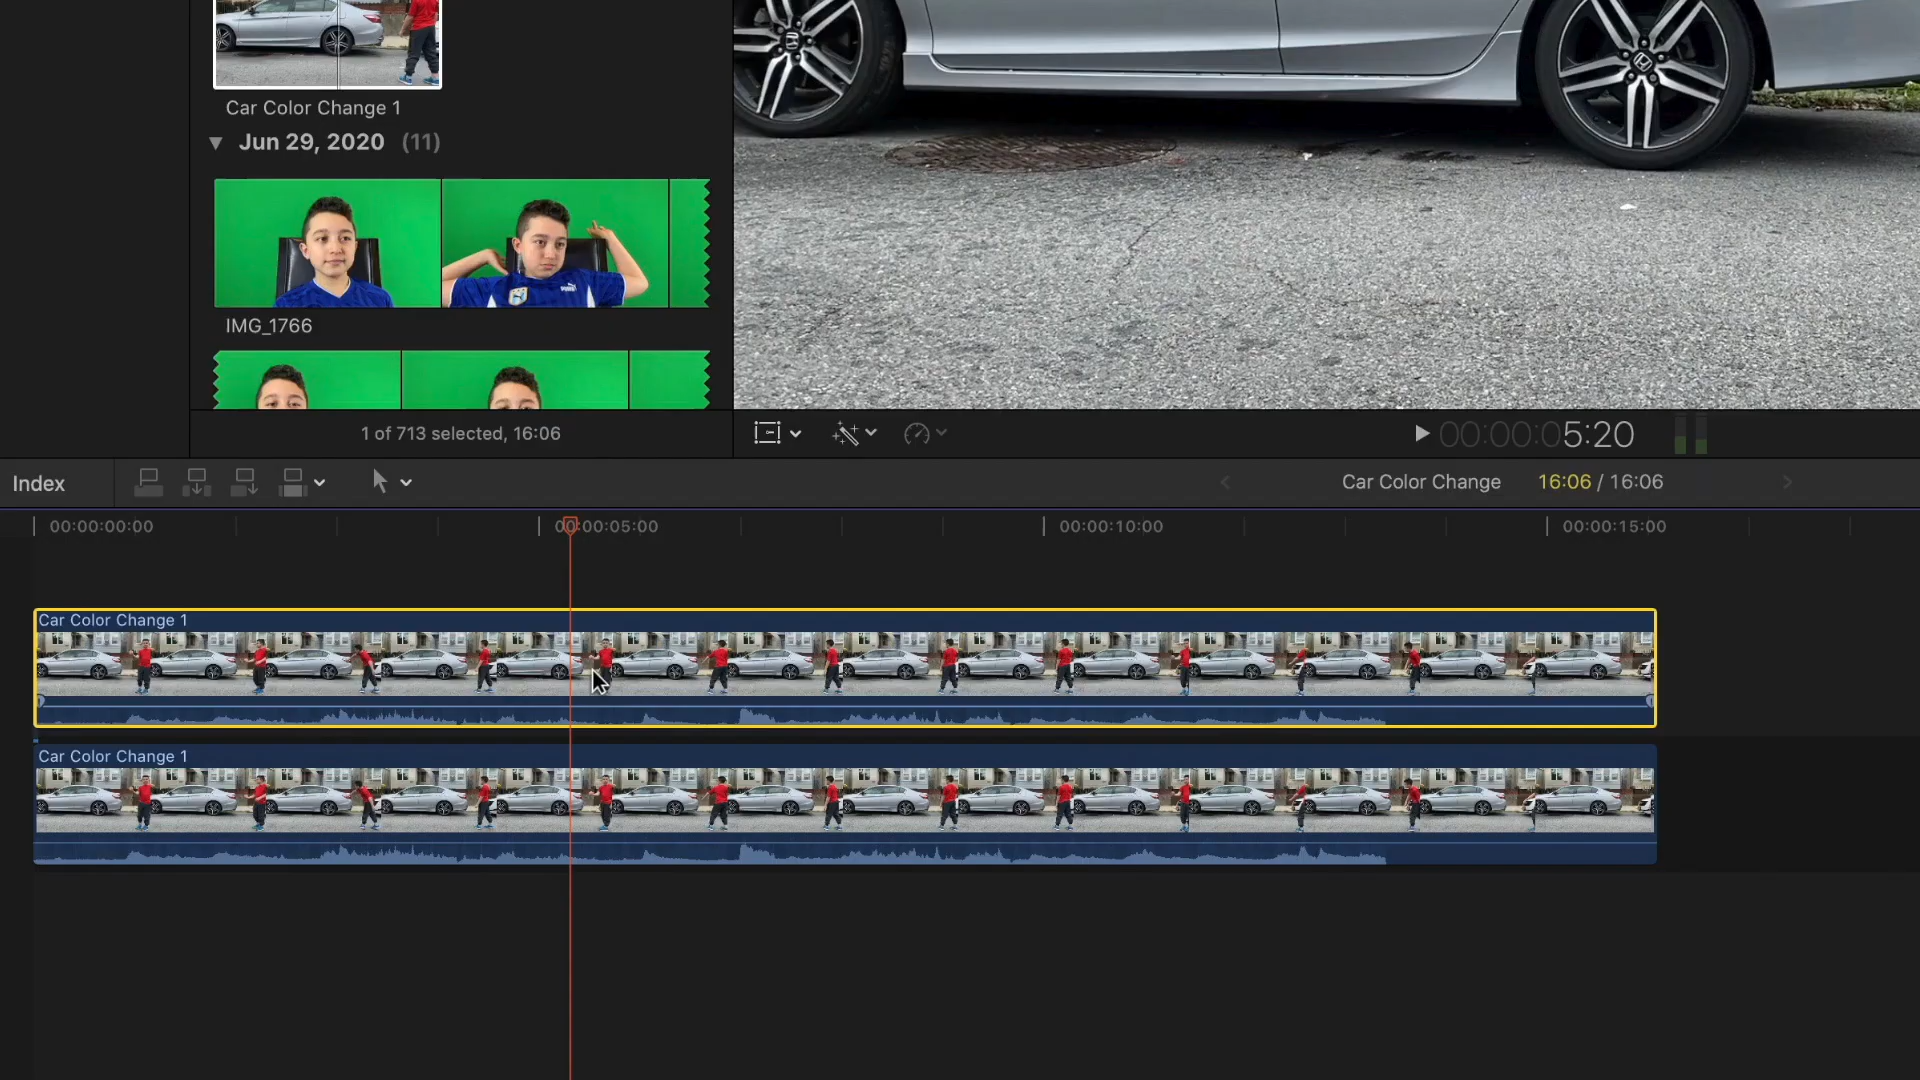 Car Color Change 1
Jun 29, 2020 (11)
IMG_1766
1 of 713 selected, 16:06
00:00:05:20
Index
Car Color Change
16:06 / 16:06
00:00:00:00
00:00:05:00
00:00:10:00
00:00:15:00
Car Color Change 1
Car Color Change 1